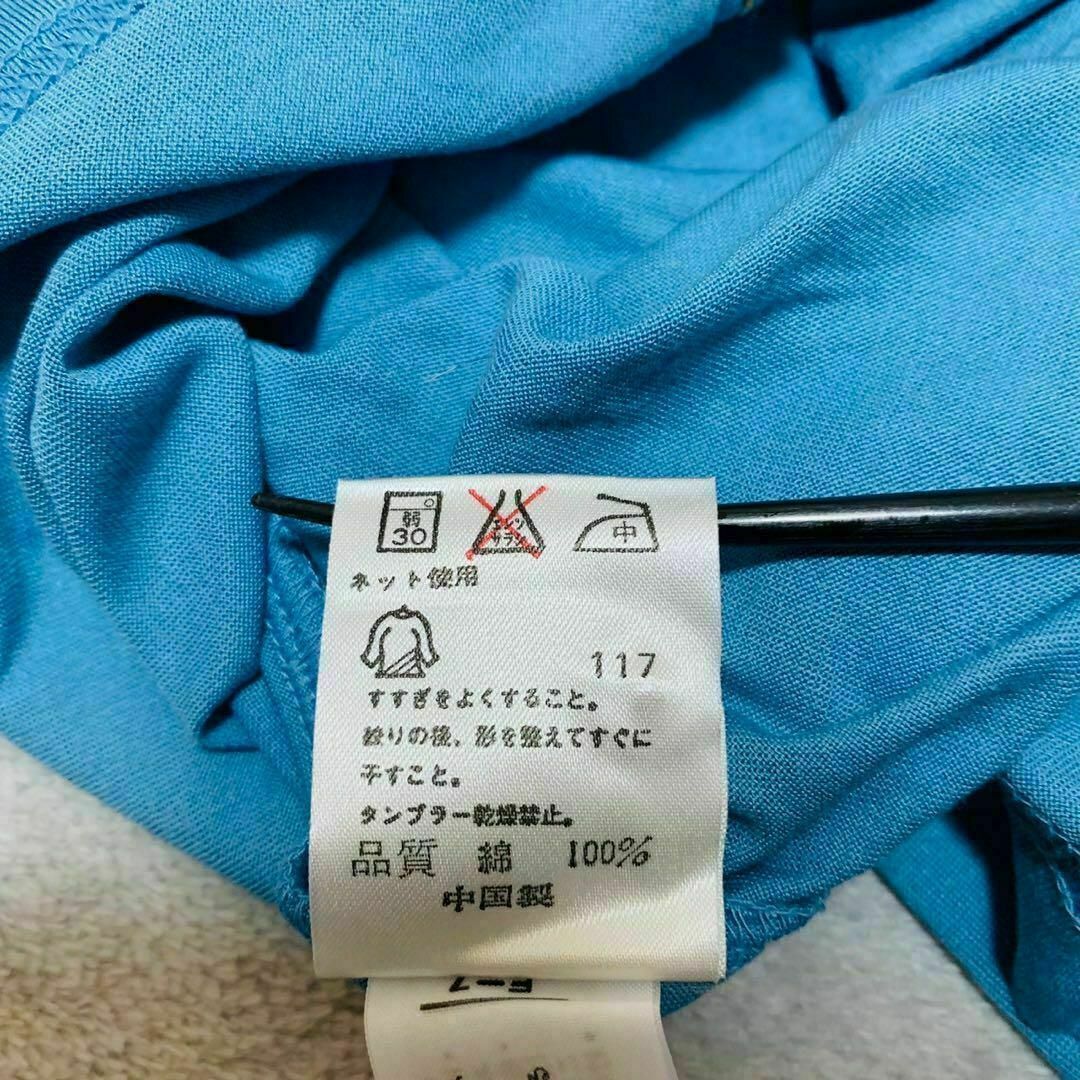 弱 30 エンソ サラシ 中
ネット使用
117
すすぎをよくすること。
絞りの後、形を整えてすぐに
干すこと。
タンブラー乾燥禁止。
品質 綿 100%
中国製
E-7